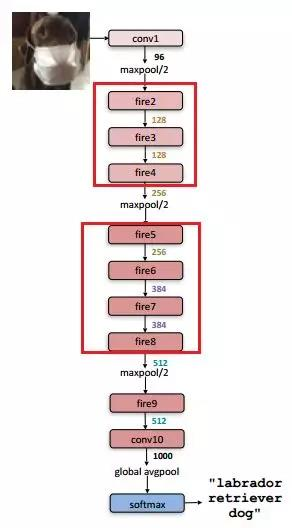 conv1
96
maxpool/2
fire2
128
fire3
128
fire4
256
maxpool/2
fire5
256
fire6
384
fire7
384
fire8
512
maxpool/2
fire9
512
conv10
1000
global avgpool
softmax
"labrador
retriever
dog"